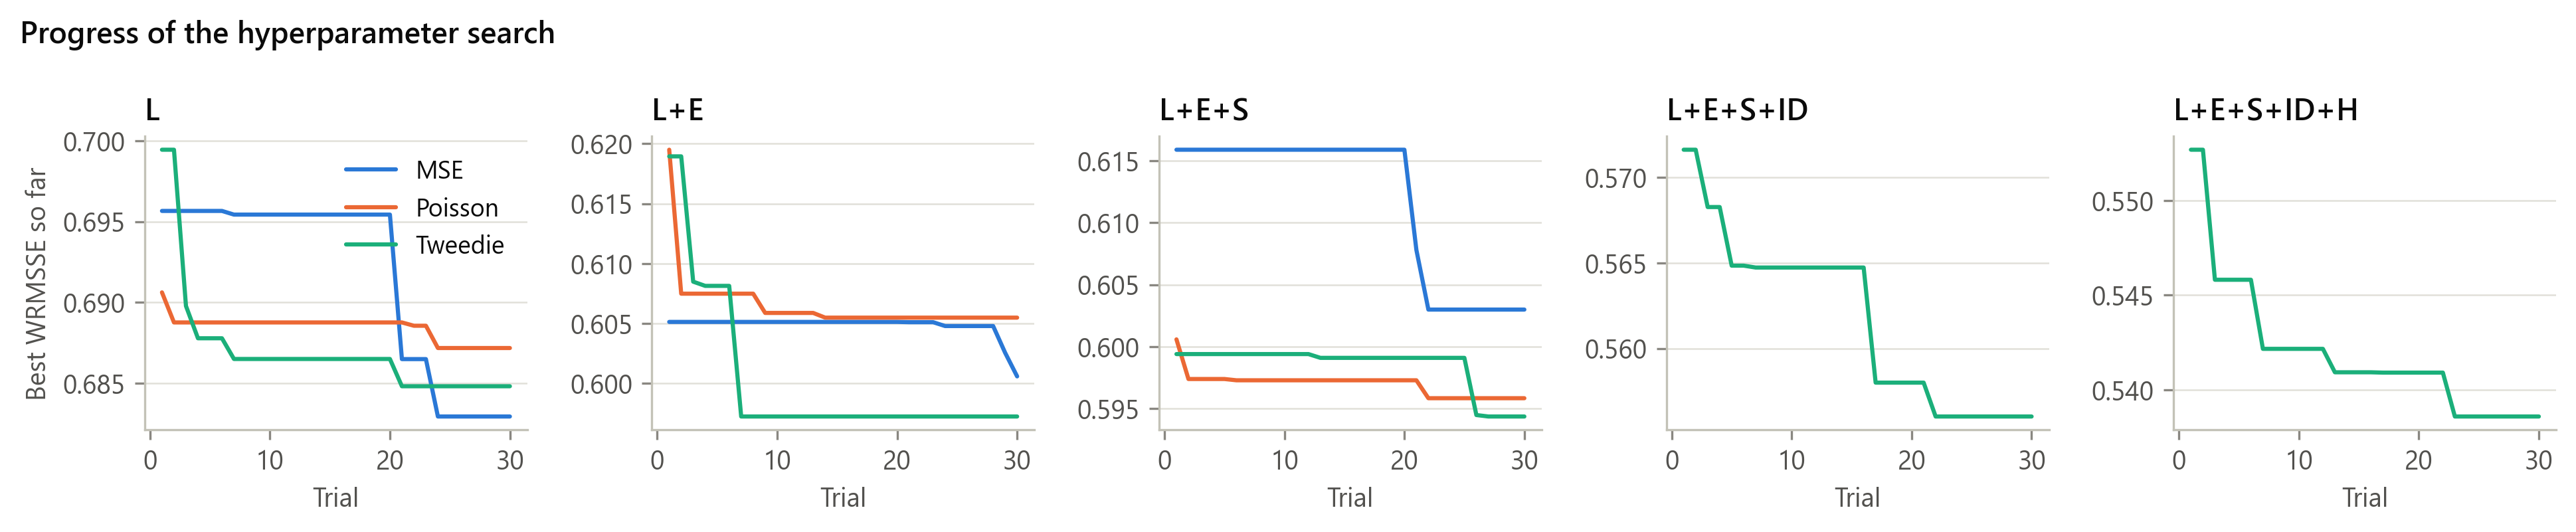 Progress of the hyperparameter search
L
L+E
L+E+S
L+E+S+ID
L+E+S+ID+H
Best WRMSSE so far
0.700
0.695
0.690
0.685
MSE
Poisson
Tweedie
0 10 20 30
Trial
0.620
0.615
0.610
0.605
0.600
0 10 20 30
Trial
0.615
0.610
0.605
0.600
0.595
0 10 20 30
Trial
0.570
0.565
0.560
0 10 20 30
Trial
0.550
0.545
0.540
0 10 20 30
Trial